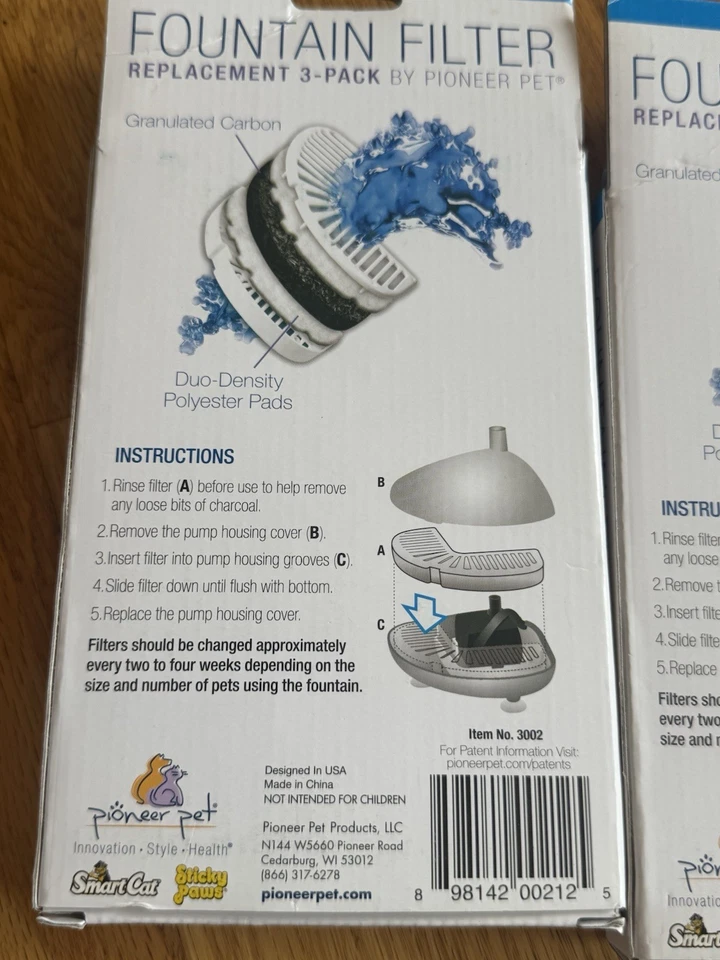 FOUNTAIN FILTER
REPLACEMENT 3-PACK BY PIONEER PET®
Granulated Carbon
Duo-Density
Polyester Pads
INSTRUCTIONS
1. Rinse filter (A) before use to help remove
any loose bits of charcoal.
2. Remove the pump housing cover (B).
3. Insert filter into pump housing grooves (C).
4. Slide filter down until flush with bottom.
5. Replace the pump housing cover.
Filters should be changed approximately
every two to four weeks depending on the
size and number of pets using the fountain.
B
A
C
Item No. 3002
For Patent Information Visit:
pioneerpet.com/patents
pioneer pet®
Innovation • Style • Health®
SmartCat
Sticky
Paws
Designed In USA
Made in China
NOT INTENDED FOR CHILDREN
Pioneer Pet Products, LLC
N144 W5660 Pioneer Road
Cedarburg, WI 53012
(866) 317-6278
pioneerpet.com
8 98142 00212 5
FOU
REPLAC
Granulated
D
Po
INSTRU
1. Rinse filter
any loose
2. Remove t
3. Insert filte
4. Slide filte
5. Replace
Filters sho
every two
size and n
pion
Innovatio
Smart